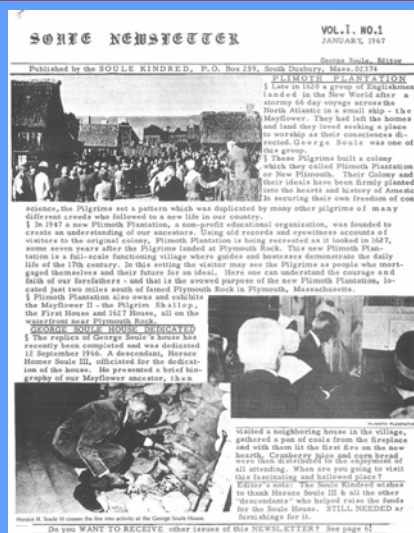 SOULE NEWSLETTER
VOL. I. NO.1
JANUARY, 1967
George Soule, Editor
Published by the SOULE KINDRED, P.O. Box 259, South Duxbury, Mass. 02374
PLIMOTH PLANTATION
§ Late in 1620 a group of Englishmen
landed in the New World after a
stormy 66 day voyage across the
North Atlantic in a small ship - the
Mayflower. They had left the homes
and land they loved seeking a place
to worship as their consciences di-
rected. George Soule was one of
this group.
§ These Pilgrims built a colony
which they called Plimoth Plantation
or New Plimoth. Their Colony and
their ideals have been firmly planted
into the hearts and history of Americ
In securing their own freedom of con
science, the Pilgrims set a pattern which was duplicated by many other pilgrims of many
different creeds who followed to a new life in our country.
§ In 1947 a new Plimoth Plantation, a non-profit educational organization, was founded to
create an understanding of our ancestors. Using old records and eyewitness accounts of
visitors to the original colony, Plimoth Plantation is being recreated as it looked in 1627,
some seven years after the Pilgrims landed at Plymouth Rock. This new Plimoth Plan-
tation is a full-scale functioning village where guides and hostesses demonstrate the daily
life of the 17th century. In this setting the visitor may see the Pilgrims as people who mort-
gaged themselves and their future for an ideal. Here one can understand the courage and
faith of our forefathers - and that is the avowed purpose of the new Plimoth Plantation, lo-
cated just two miles south of famed Plymouth Rock in Plymouth, Massachusetts.
§ Plimoth Plantation also owns and exhibits
the Mayflower II - the Pilgrim Shallop,
the First House and 1627 House, all on the
waterfront near Plymouth Rock.
GEORGE SOULE HOUSE DEDICATED
§ The replica of George Soule's house has
recently been completed and was dedicated
12 September 1966. A descendant, Horace
Homer Soule III, officiated for the dedicat-
ion of the house. He presented a brief bio-
graphy of our Mayflower ancestor, then
PLIMOTH PLANTATIO
visited a neighboring house in the village,
gathered a pan of coals from the fireplace
and with them lit the first fire on the new
hearth. Cranberry juice and corn bread
were then distributed to the enjoyment of
all attending. When are you going to visit
this fascinating and hallowed place?
Editor's note: The Soule Kindred wishes
to thank Horace Soule III & all the other
"descendants" who helped raise the funds
for the Soule House. STILL NEEDED ar
furnishings for it.
Horace H. Soule III coaxes the fire into activity at the George Soule House.
Do you WANT TO RECEIVE other issues of this NEWSLETTER? See page 6!